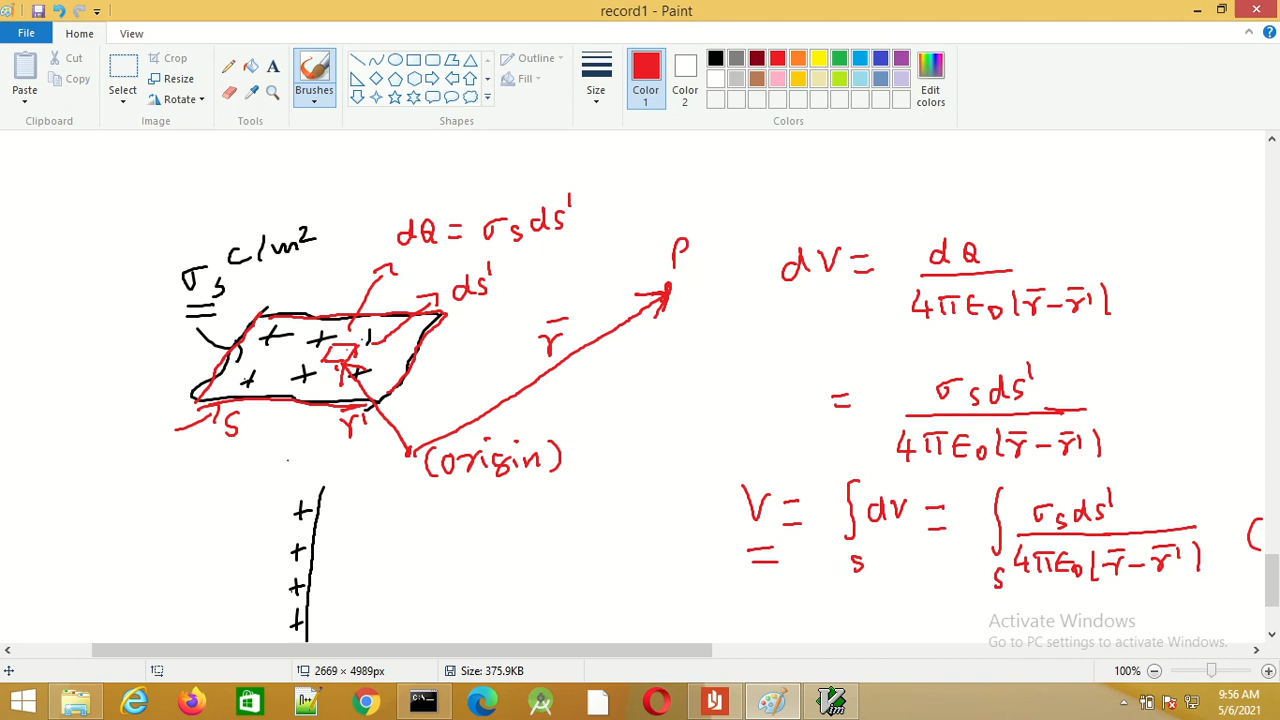 record1 - Paint
File Home View
Paste Cut Copy Clipboard
Select Crop Resize Rotate Image
A Tools
Brushes
Outline Fill Shapes
Size
Color 1 Color 2 Edit colors Colors
σs c/m²
dQ = σs ds'
ds'
P
r̄
S
r̄'
(origin)
+ + +
+ + +
+
+
+
+
dV = dQ / 4πε₀|r̄-r̄'|
= σs ds' / 4πε₀|r̄-r̄'|
V = ∫s dV = ∫s σs ds' / 4πε₀|r̄-r̄'| (
Activate Windows
Go to PC settings to activate Windows.
2669 × 4989px Size: 375.9KB 100%
9:56 AM
5/6/2021